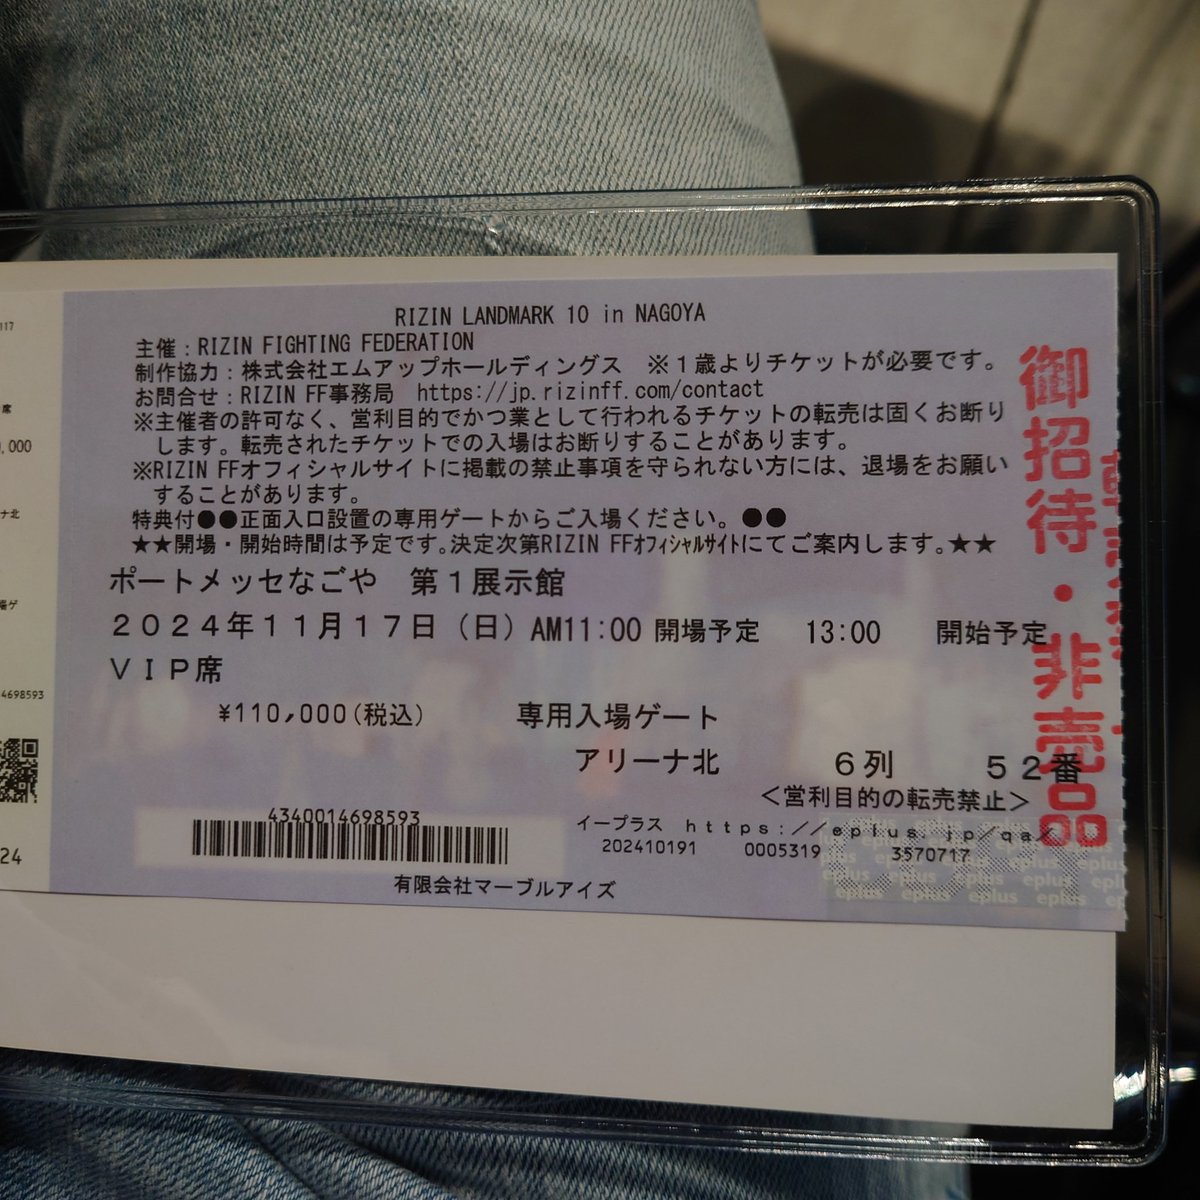 117
席
0,000
ナ北
場ゲ
4698593
24
RIZIN LANDMARK 10 in NAGOYA
主催：RIZIN FIGHTING FEDERATION
制作協力：株式会社エムアップホールディングス　※１歳よりチケットが必要です。
お問合せ：RIZIN FF事務局　https://jp.rizinff.com/contact
※主催者の許可なく、営利目的でかつ業として行われるチケットの転売は固くお断り
します。転売されたチケットでの入場はお断りすることがあります。
※RIZIN FFオフィシャルサイトに掲載の禁止事項を守られない方には、退場をお願い
することがあります。
特典付●●正面入口設置の専用ゲートからご入場ください。●●
★★開場・開始時間は予定です。決定次第RIZIN FFｵﾌｨｼｬﾙｻｲﾄにてご案内します。★★
ポートメッセなごや　第１展示館
２０２４年１１月１７日（日）AM11:00 開場予定　13:00　開始予定
ＶＩＰ席
¥110,000(税込)　専用入場ゲート
アリーナ北　６列　５２番
＜営利目的の転売禁止＞
4340014698593
イープラス　https://eplus.jp/qa/
202410191　0005319　3570717
有限会社マーブルアイズ
御招待・非売品
eplus eplus eplus eplus